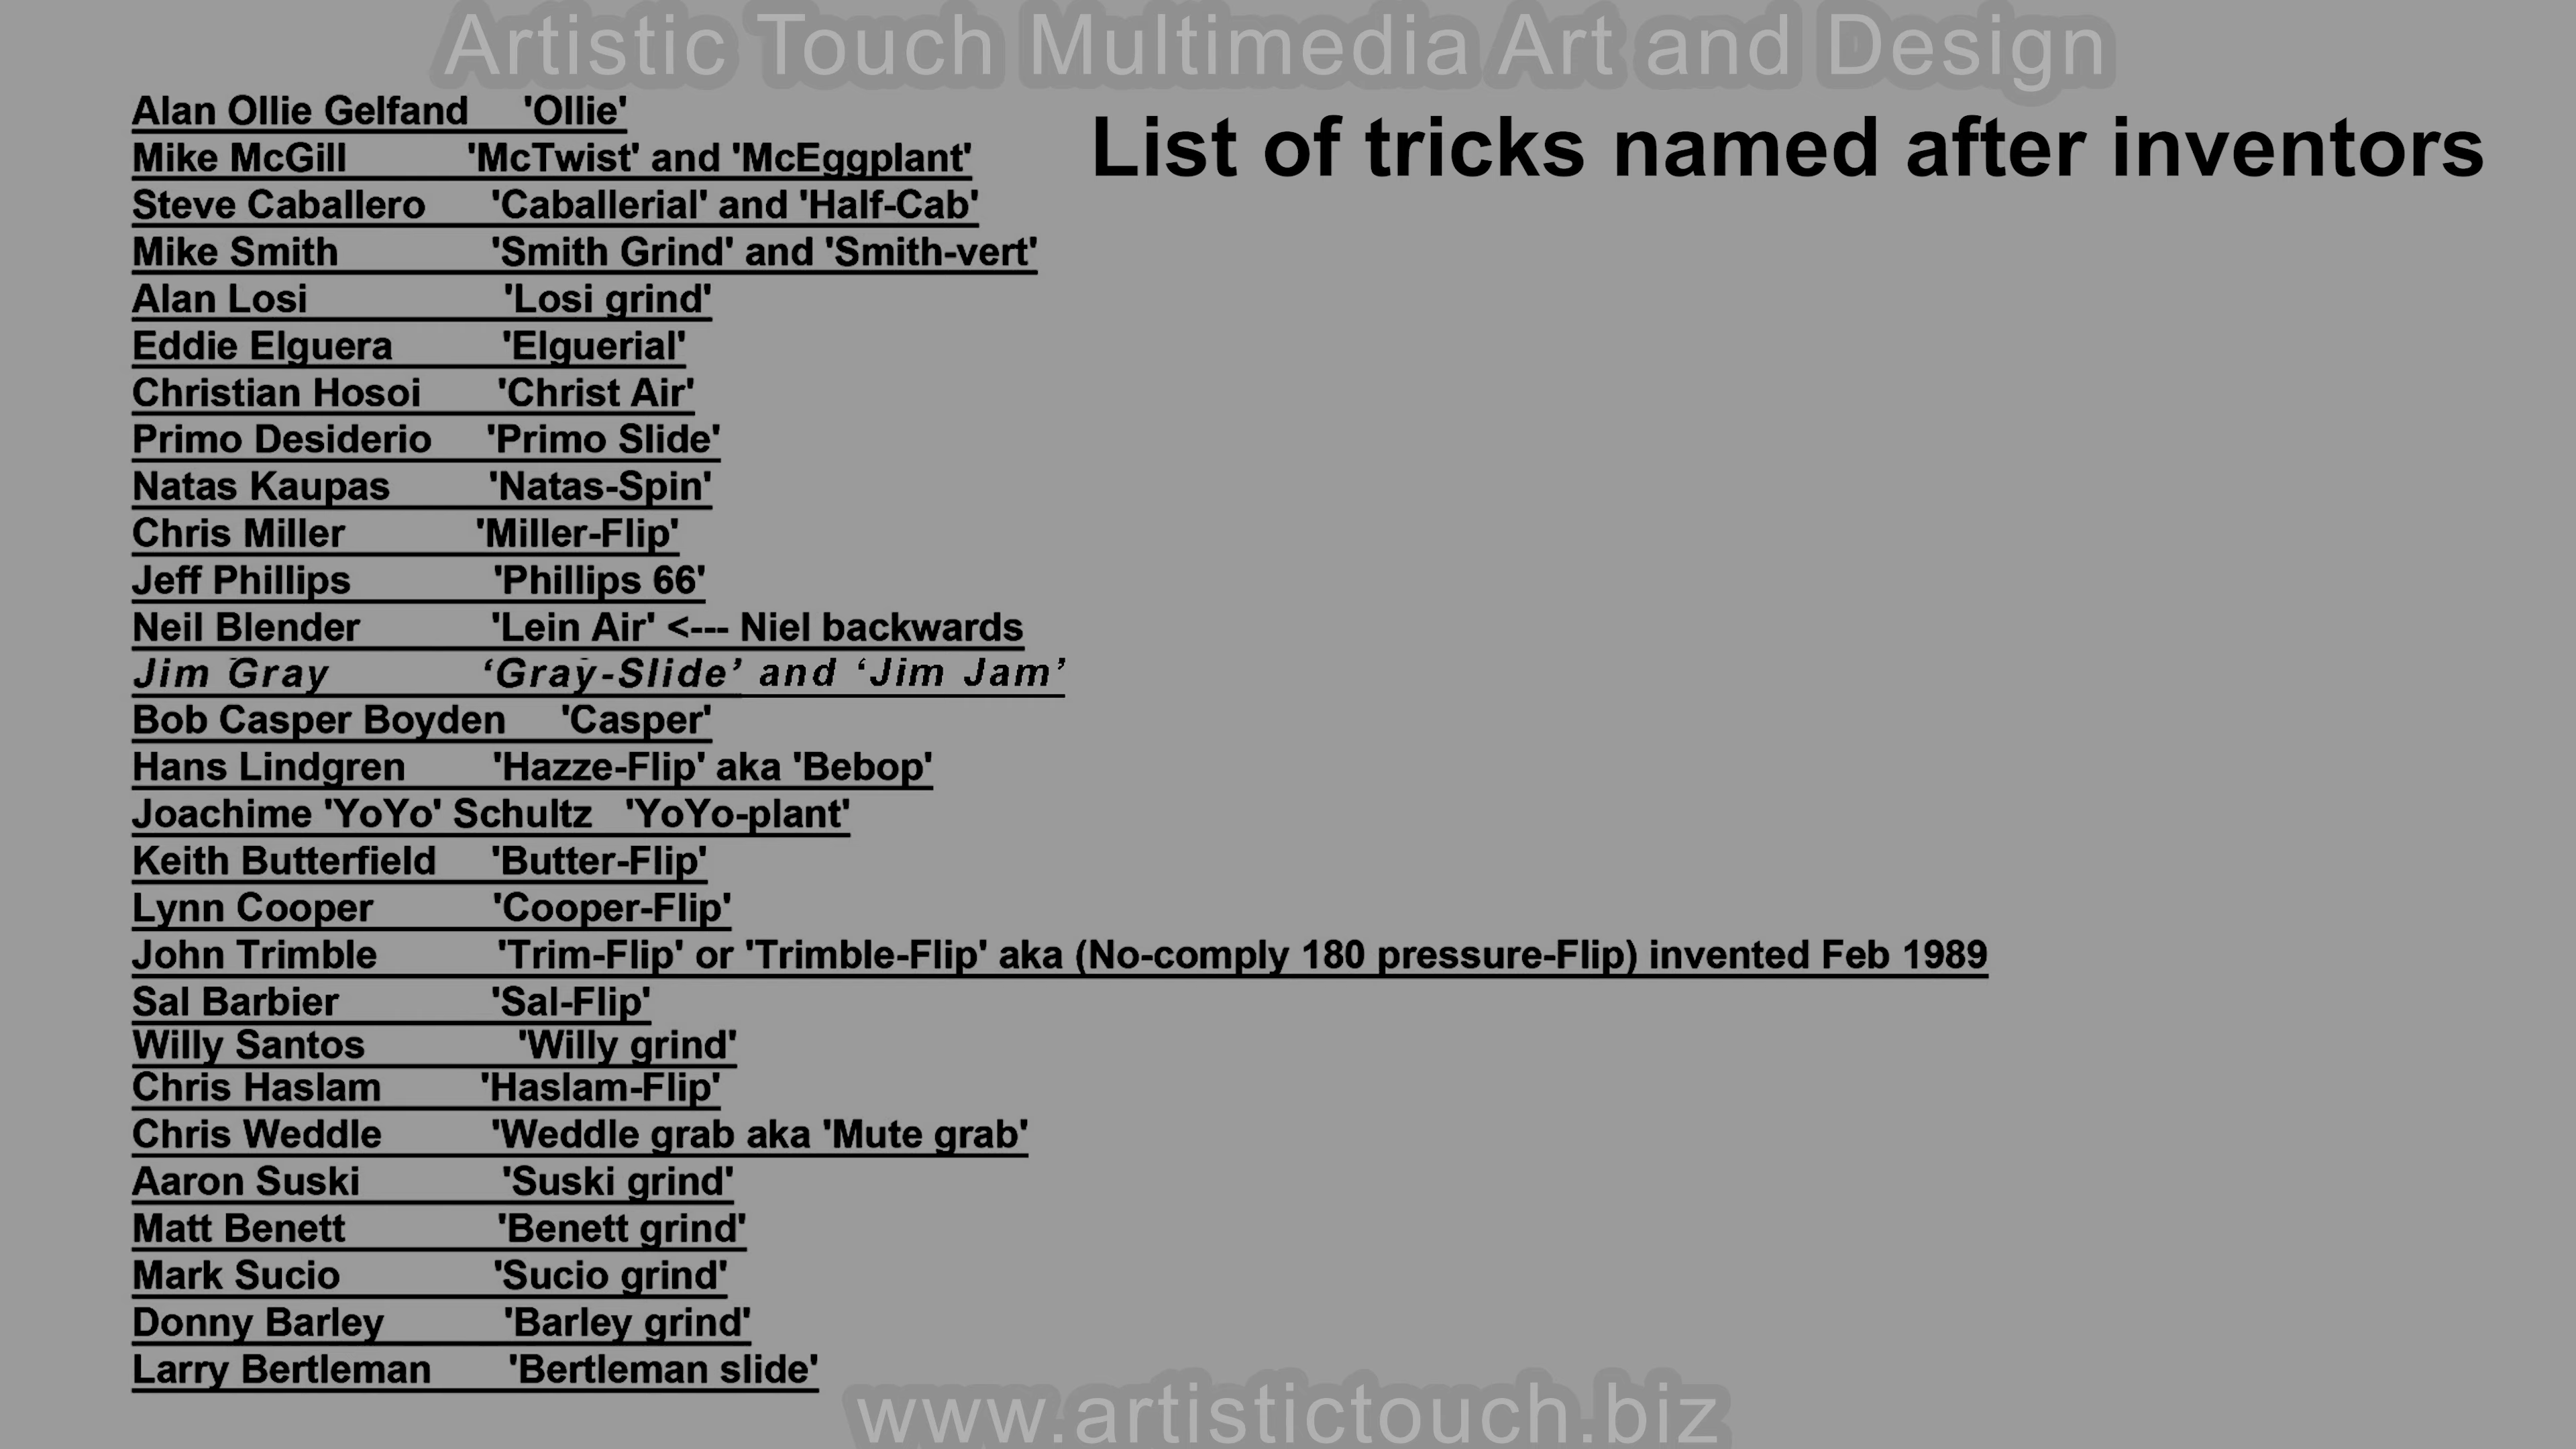 Artistic Touch Multimedia Art and Design
List of tricks named after inventors
Alan Ollie Gelfand 'Ollie'
Mike McGill 'McTwist' and 'McEggplant'
Steve Caballero 'Caballerial' and 'Half-Cab'
Mike Smith 'Smith Grind' and 'Smith-vert'
Alan Losi 'Losi grind'
Eddie Elguera 'Elguerial'
Christian Hosoi 'Christ Air'
Primo Desiderio 'Primo Slide'
Natas Kaupas 'Natas-Spin'
Chris Miller 'Miller-Flip'
Jeff Phillips 'Phillips 66'
Neil Blender 'Lein Air' <--- Niel backwards
Jim Gray ‘Gray-Slide’ and ‘Jim Jam’
Bob Casper Boyden 'Casper'
Hans Lindgren 'Hazze-Flip' aka 'Bebop'
Joachime 'YoYo' Schultz 'YoYo-plant'
Keith Butterfield 'Butter-Flip'
Lynn Cooper 'Cooper-Flip'
John Trimble 'Trim-Flip' or 'Trimble-Flip' aka (No-comply 180 pressure-Flip) invented Feb 1989
Sal Barbier 'Sal-Flip'
Willy Santos 'Willy grind'
Chris Haslam 'Haslam-Flip'
Chris Weddle 'Weddle grab aka 'Mute grab'
Aaron Suski 'Suski grind'
Matt Benett 'Benett grind'
Mark Sucio 'Sucio grind'
Donny Barley 'Barley grind'
Larry Bertleman 'Bertleman slide'
www.artistictouch.biz